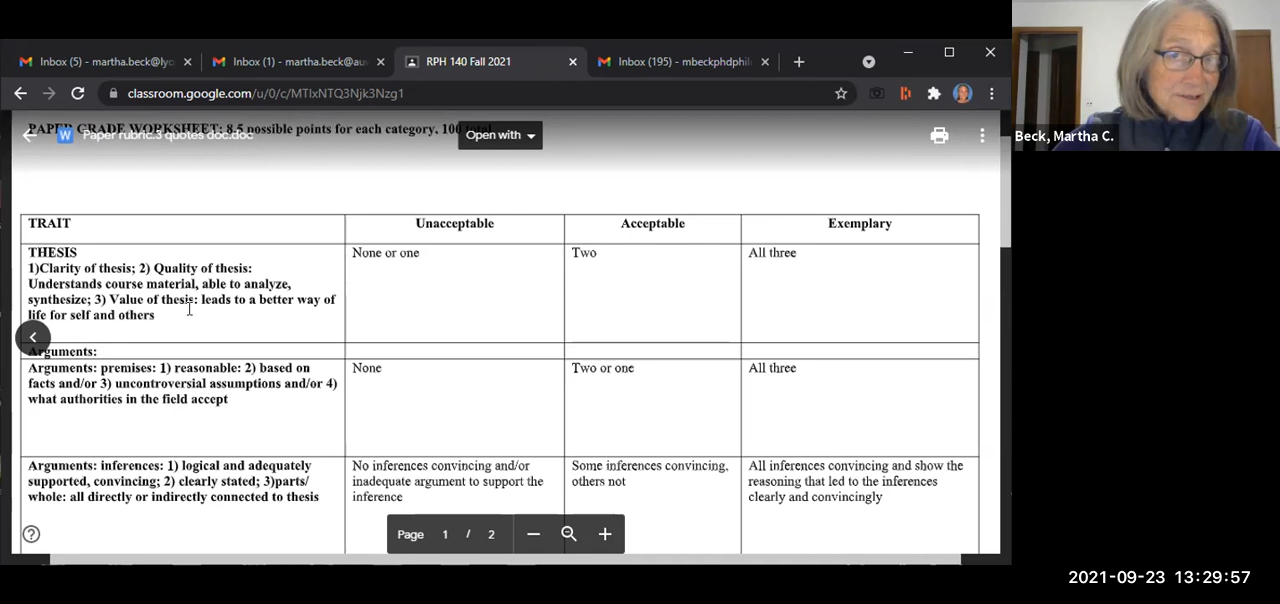 Inbox (5) - martha.beck@lyo
Inbox (1) - martha.beck@au
RPH 140 Fall 2021
Inbox (195) - mbeckphdphil
classroom.google.com/u/0/c/MTIxNTQ3Njk3Nzg1
PAPER GRADE WORKSHEET: 8.5 possible points for each category, 100 total
Paper rubric.3 quotes doc.doc
Open with
Beck, Martha C.
TRAIT
Unacceptable
Acceptable
Exemplary
THESIS
1)Clarity of thesis; 2) Quality of thesis:
Understands course material, able to analyze,
synthesize; 3) Value of thesis: leads to a better way of
life for self and others
None or one
Two
All three
Arguments:
Arguments: premises: 1) reasonable: 2) based on
facts and/or 3) uncontroversial assumptions and/or 4)
what authorities in the field accept
None
Two or one
All three
Arguments: inferences: 1) logical and adequately
supported, convincing; 2) clearly stated; 3)parts/
whole: all directly or indirectly connected to thesis
No inferences convincing and/or
inadequate argument to support the
inference
Some inferences convincing,
others not
All inferences convincing and show the
reasoning that led to the inferences
clearly and convincingly
Page 1 / 2
2021-09-23 13:29:57